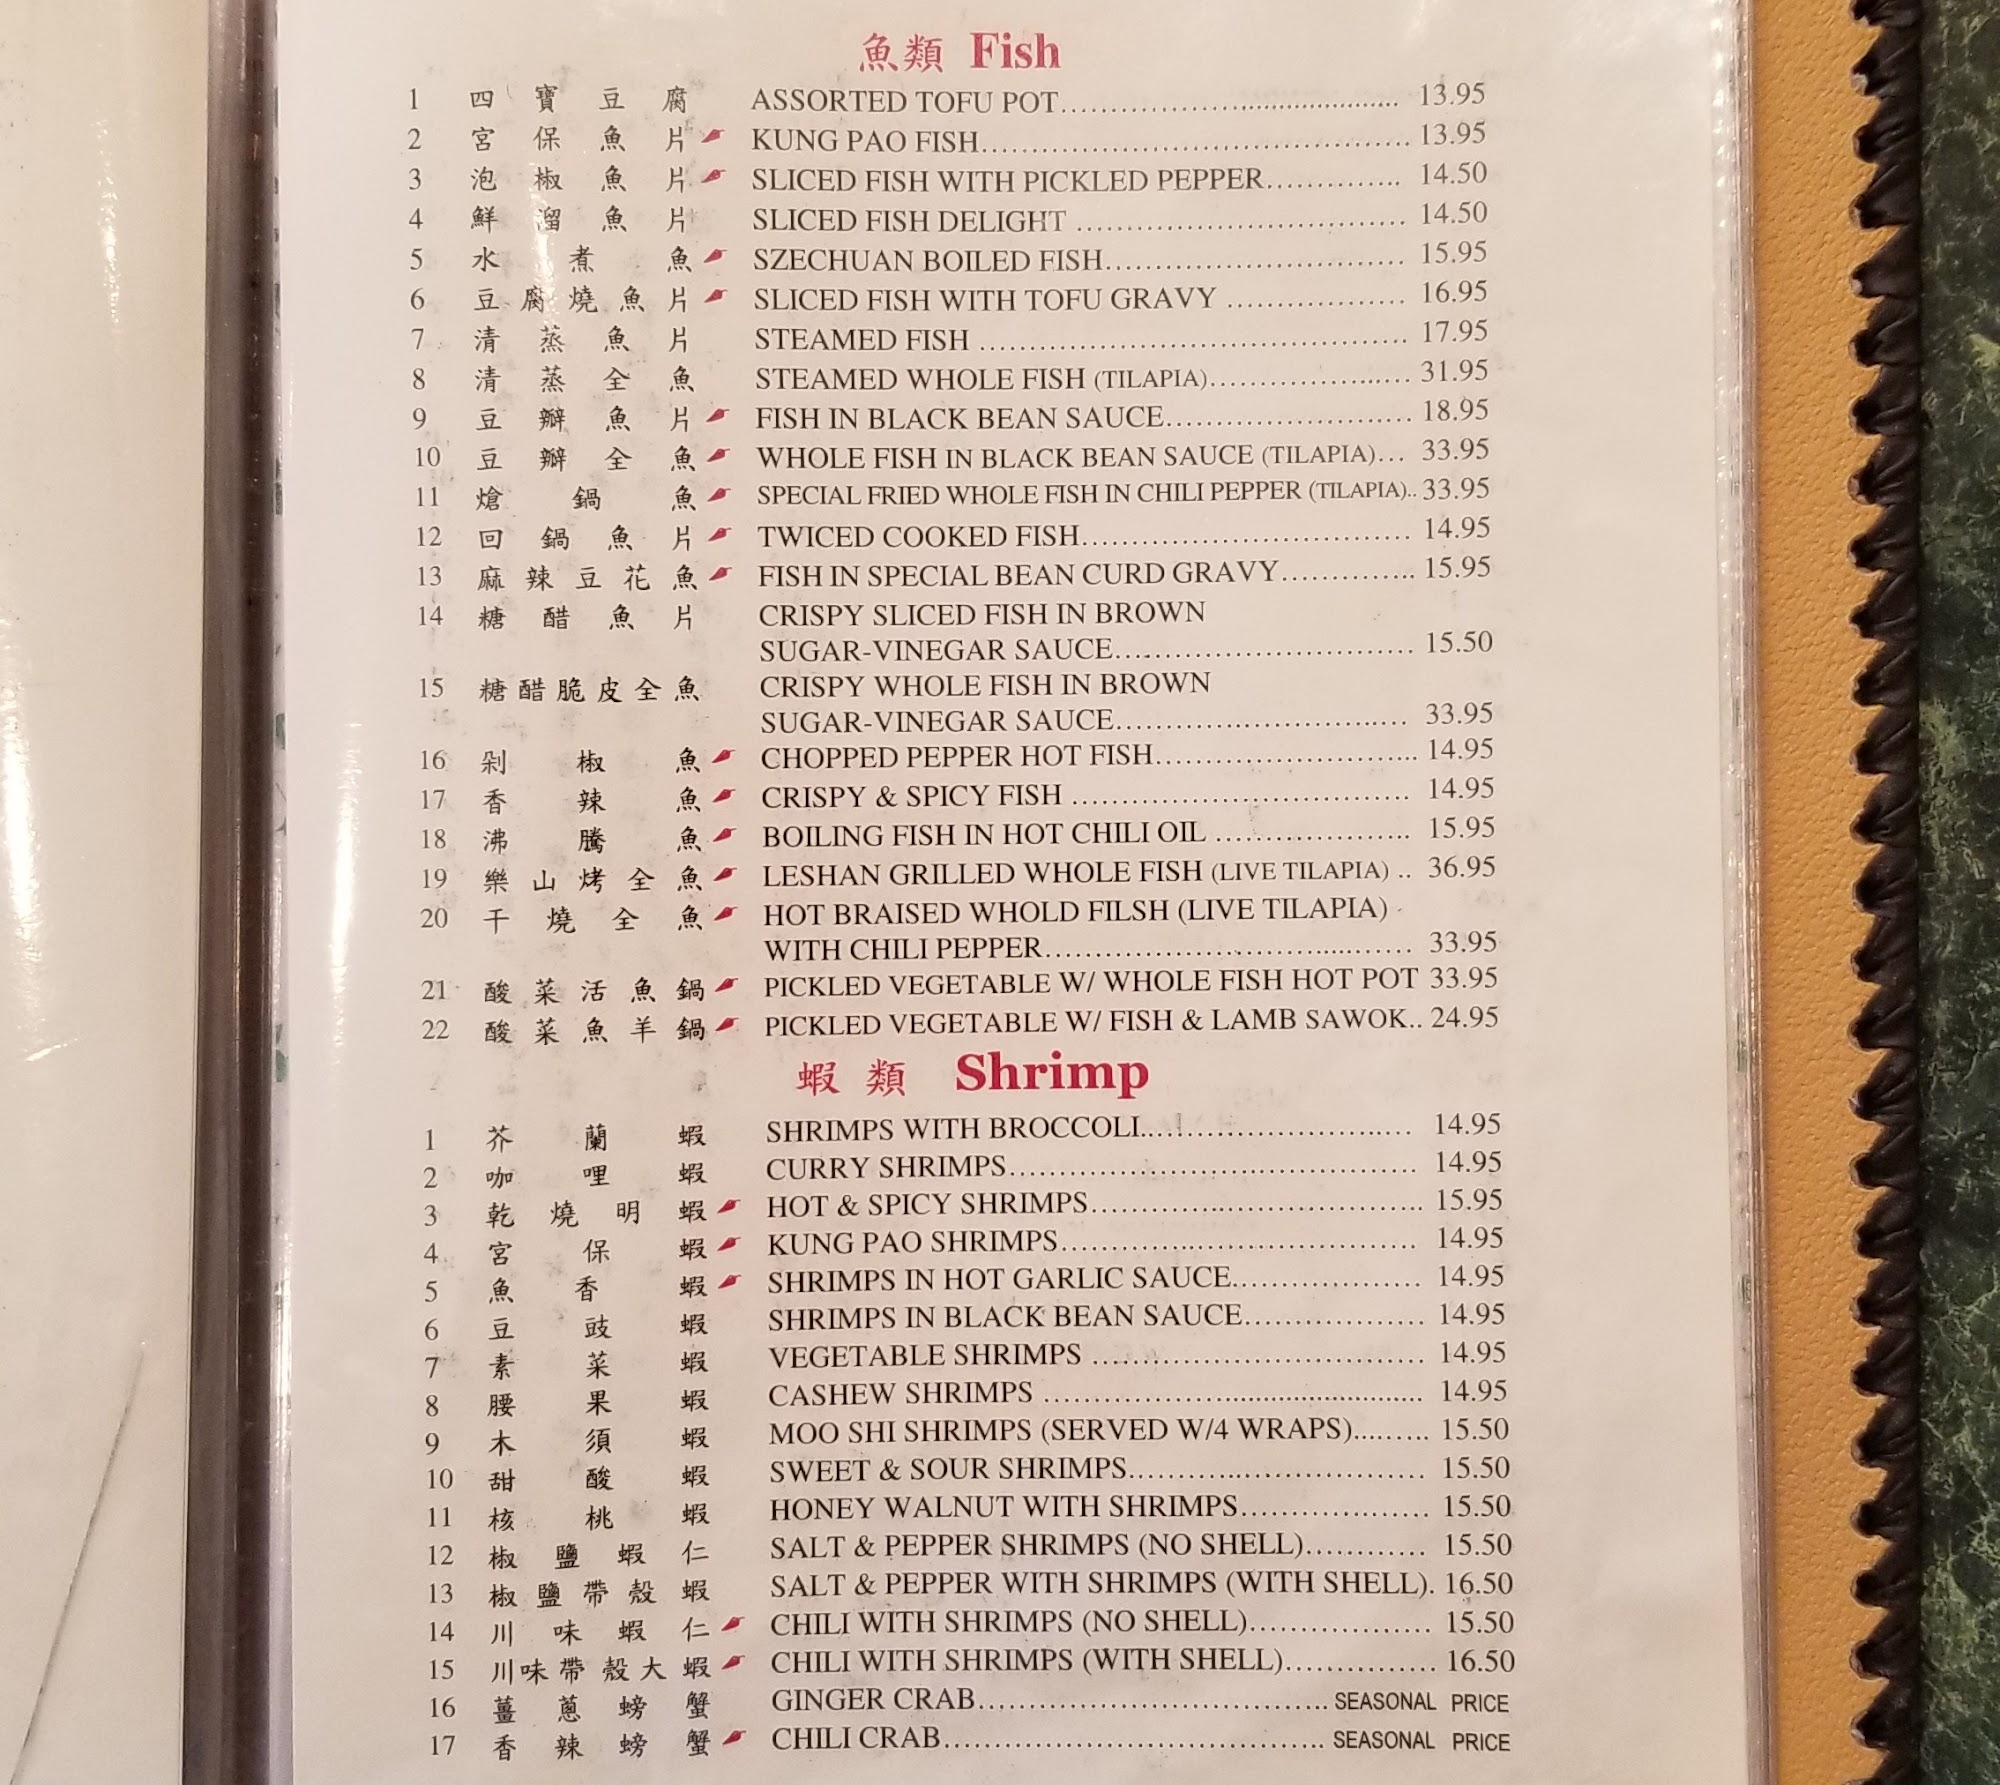 魚類 Fish
1 四寶豆腐 ASSORTED TOFU POT 13.95
2 宮保魚片 KUNG PAO FISH 13.95
3 泡椒魚片 SLICED FISH WITH PICKLED PEPPER 14.50
4 鮮溜魚片 SLICED FISH DELIGHT 14.50
5 水煮魚 SZECHUAN BOILED FISH 15.95
6 豆腐燒魚片 SLICED FISH WITH TOFU GRAVY 16.95
7 清蒸魚片 STEAMED FISH 17.95
8 清蒸全魚 STEAMED WHOLE FISH (TILAPIA) 31.95
9 豆瓣魚片 FISH IN BLACK BEAN SAUCE 18.95
10 豆瓣全魚 WHOLE FISH IN BLACK BEAN SAUCE (TILAPIA) 33.95
11 熗鍋魚 SPECIAL FRIED WHOLE FISH IN CHILI PEPPER (TILAPIA) 33.95
12 回鍋魚片 TWICED COOKED FISH 14.95
13 麻辣豆花魚 FISH IN SPECIAL BEAN CURD GRAVY 15.95
14 糖醋魚片 CRISPY SLICED FISH IN BROWN
SUGAR-VINEGAR SAUCE 15.50
15 糖醋脆皮全魚 CRISPY WHOLE FISH IN BROWN
SUGAR-VINEGAR SAUCE 33.95
16 剁椒魚 CHOPPED PEPPER HOT FISH 14.95
17 香辣魚 CRISPY & SPICY FISH 14.95
18 沸騰魚 BOILING FISH IN HOT CHILI OIL 15.95
19 樂山烤全魚 LESHAN GRILLED WHOLE FISH (LIVE TILAPIA) 36.95
20 干燒全魚 HOT BRAISED WHOLD FILSH (LIVE TILAPIA)
WITH CHILI PEPPER 33.95
21 酸菜活魚鍋 PICKLED VEGETABLE W/ WHOLE FISH HOT POT 33.95
22 酸菜魚羊鍋 PICKLED VEGETABLE W/ FISH & LAMB SAWOK 24.95
蝦類 Shrimp
1 芥蘭蝦 SHRIMPS WITH BROCCOLI 14.95
2 咖哩蝦 CURRY SHRIMPS 14.95
3 乾燒明蝦 HOT & SPICY SHRIMPS 15.95
4 宮保蝦 KUNG PAO SHRIMPS 14.95
5 魚香蝦 SHRIMPS IN HOT GARLIC SAUCE 14.95
6 豆豉蝦 SHRIMPS IN BLACK BEAN SAUCE 14.95
7 素菜蝦 VEGETABLE SHRIMPS 14.95
8 腰果蝦 CASHEW SHRIMPS 14.95
9 木須蝦 MOO SHI SHRIMPS (SERVED W/4 WRAPS) 15.50
10 甜酸蝦 SWEET & SOUR SHRIMPS 15.50
11 核桃蝦 HONEY WALNUT WITH SHRIMPS 15.50
12 椒鹽蝦仁 SALT & PEPPER SHRIMPS (NO SHELL) 15.50
13 椒鹽帶殼蝦 SALT & PEPPER WITH SHRIMPS (WITH SHELL) 16.50
14 川味蝦仁 CHILI WITH SHRIMPS (NO SHELL) 15.50
15 川味帶殼大蝦 CHILI WITH SHRIMPS (WITH SHELL) 16.50
16 薑蔥螃蟹 GINGER CRAB SEASONAL PRICE
17 香辣螃蟹 CHILI CRAB SEASONAL PRICE